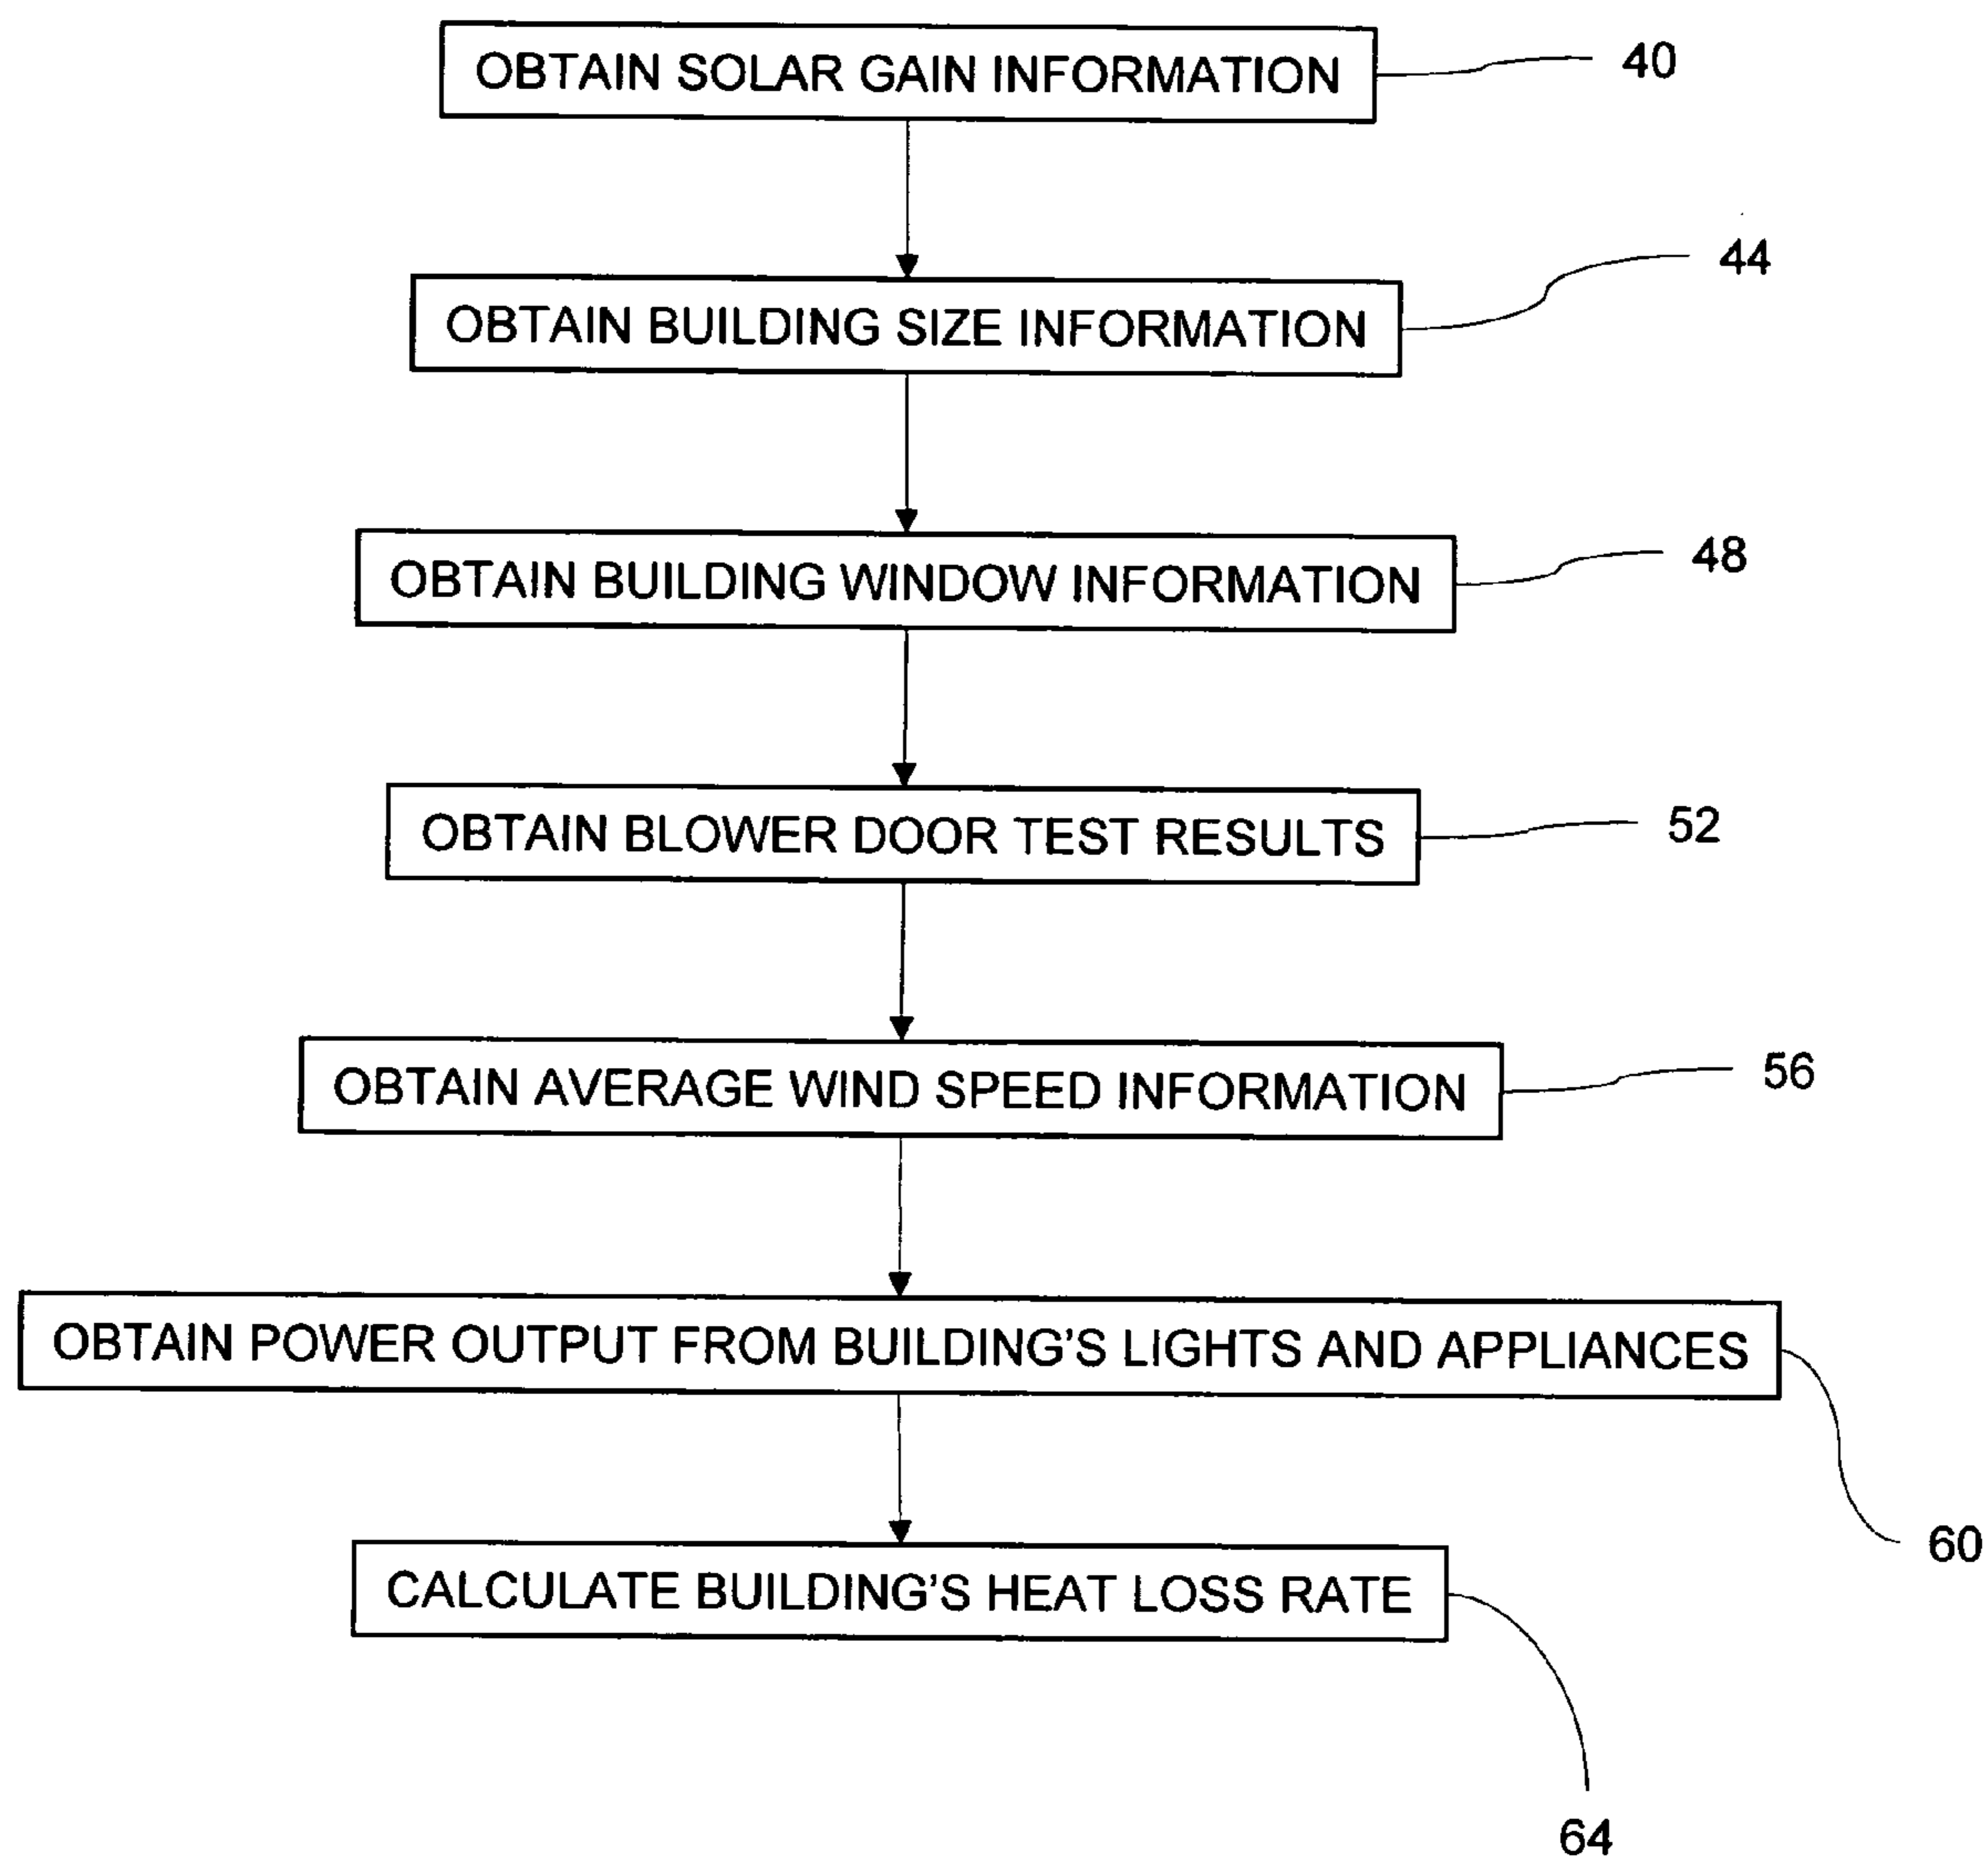 OBTAIN SOLAR GAIN INFORMATION
40
OBTAIN BUILDING SIZE INFORMATION
44
OBTAIN BUILDING WINDOW INFORMATION
48
OBTAIN BLOWER DOOR TEST RESULTS
52
OBTAIN AVERAGE WIND SPEED INFORMATION
56
OBTAIN POWER OUTPUT FROM BUILDING'S LIGHTS AND APPLIANCES
60
CALCULATE BUILDING'S HEAT LOSS RATE
64